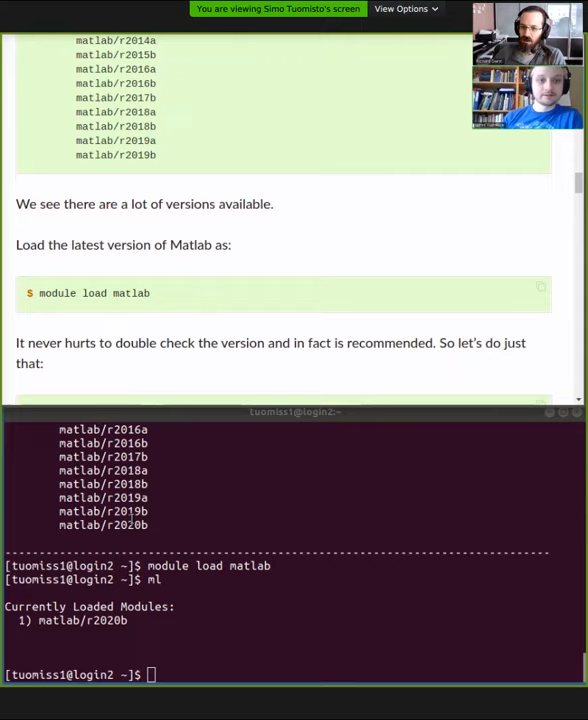 You are viewing Simo Tuomisto's screen
View Options
matlab/r2014a
matlab/r2015b
matlab/r2016a
matlab/r2016b
matlab/r2017b
matlab/r2018a
matlab/r2018b
matlab/r2019a
matlab/r2019b
We see there are a lot of versions available.
Load the latest version of Matlab as:
$ module load matlab
It never hurts to double check the version and in fact is recommended. So let's do just
that:
tuomiss1@login2:~
matlab/r2016a
matlab/r2016b
matlab/r2017b
matlab/r2018a
matlab/r2018b
matlab/r2019a
matlab/r2019b
matlab/r2020b
--------------------------------------------------------------------------------
[tuomiss1@login2 ~]$ module load matlab
[tuomiss1@login2 ~]$ ml
Currently Loaded Modules:
1) matlab/r2020b
[tuomiss1@login2 ~]$